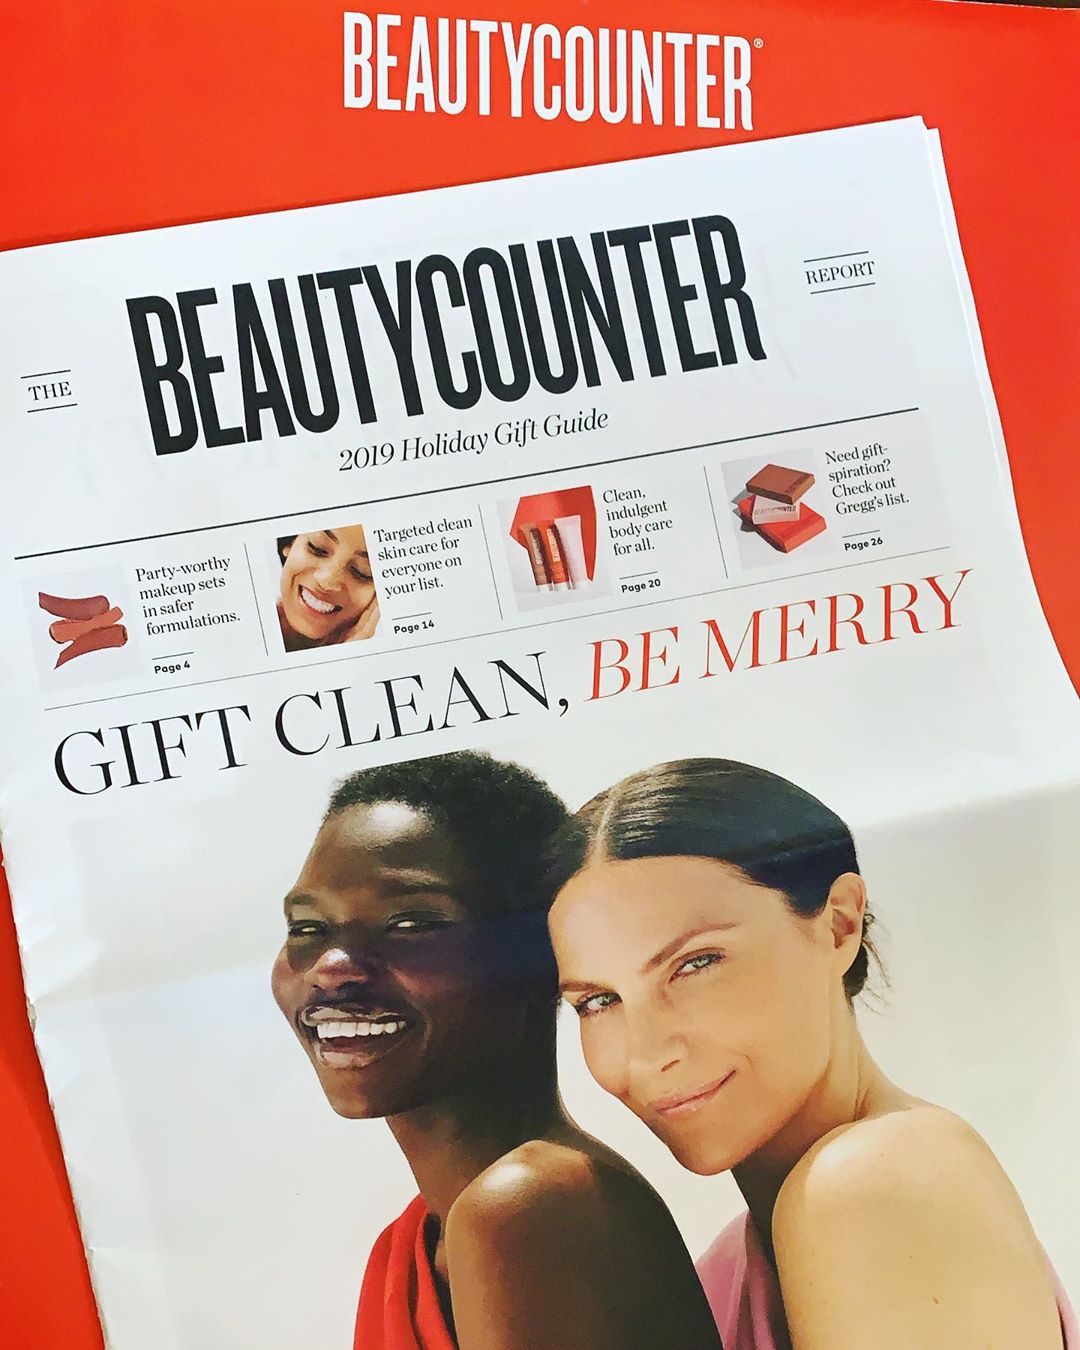 BEAUTYCOUNTER®
THE
BEAUTYCOUNTER
REPORT
2019 Holiday Gift Guide
Party-worthy
makeup sets
in safer
formulations.
Page 4
Targeted clean
skin care for
everyone on
your list.
Page 14
Clean,
indulgent
body care
for all.
Page 20
BEAUTYCOUNTER
Need gift-
spiration?
Check out
Gregg's list.
Page 26
GIFT CLEAN, BE MERRY